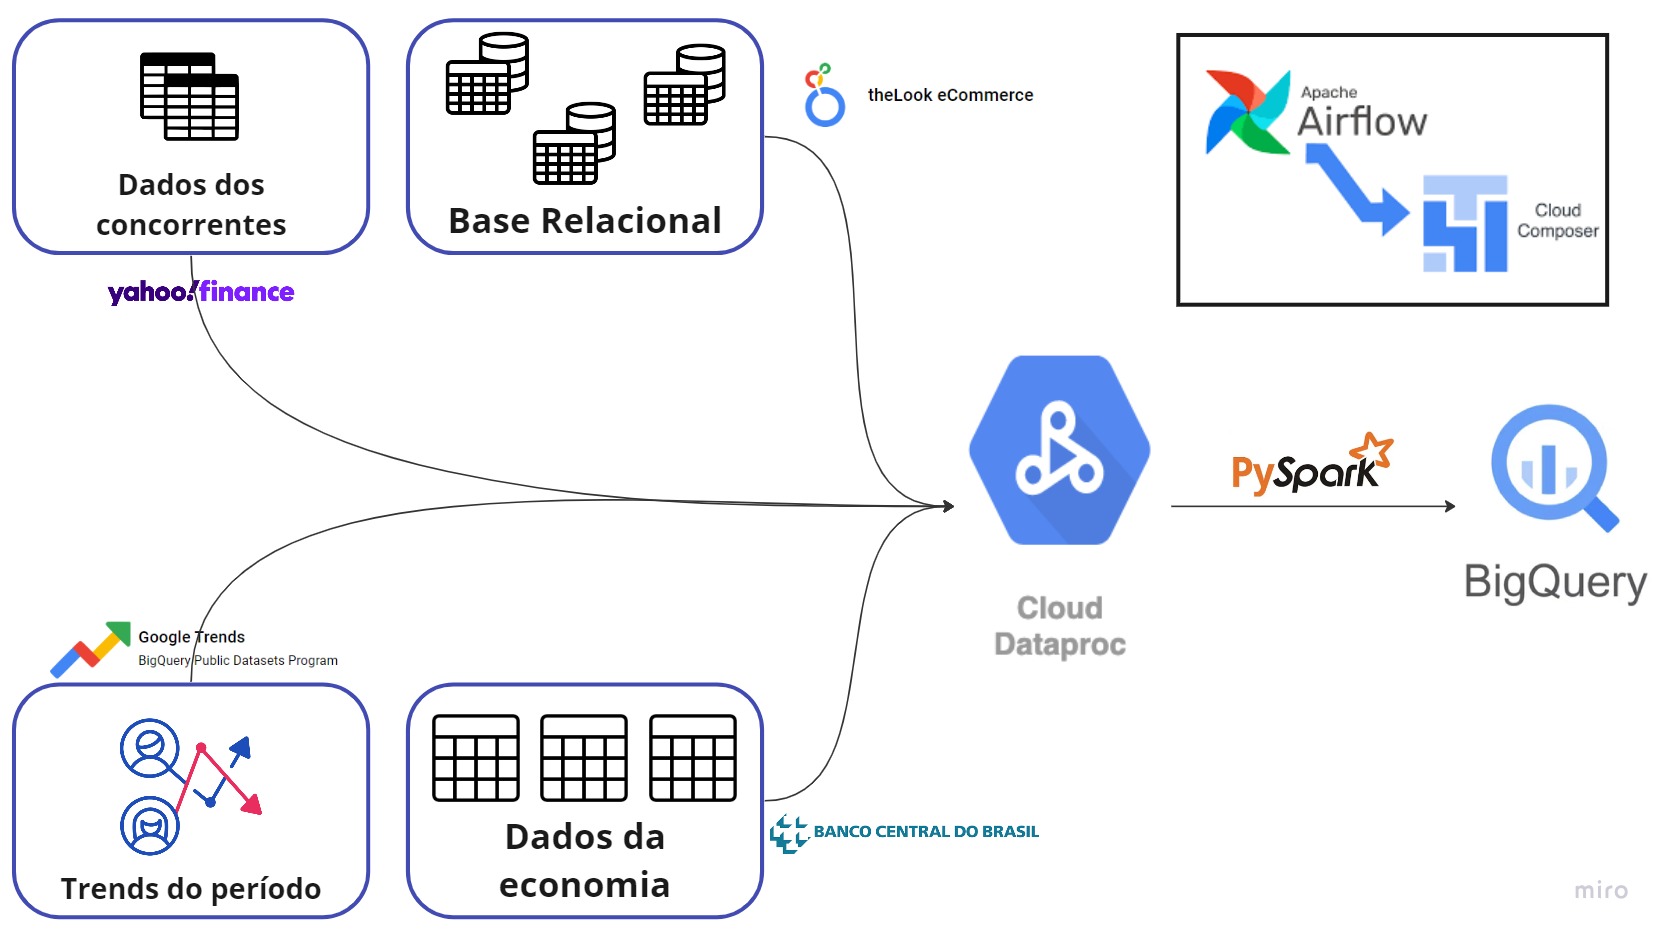 Dados dos
concorrentes
yahoo!finance
Base Relacional
theLook eCommerce
Apache
Airflow
Cloud
Composer
Cloud
Dataproc
PySpark
BigQuery
Google Trends
BigQuery Public Datasets Program
Trends do período
Dados da
economia
BANCO CENTRAL DO BRASIL
miro